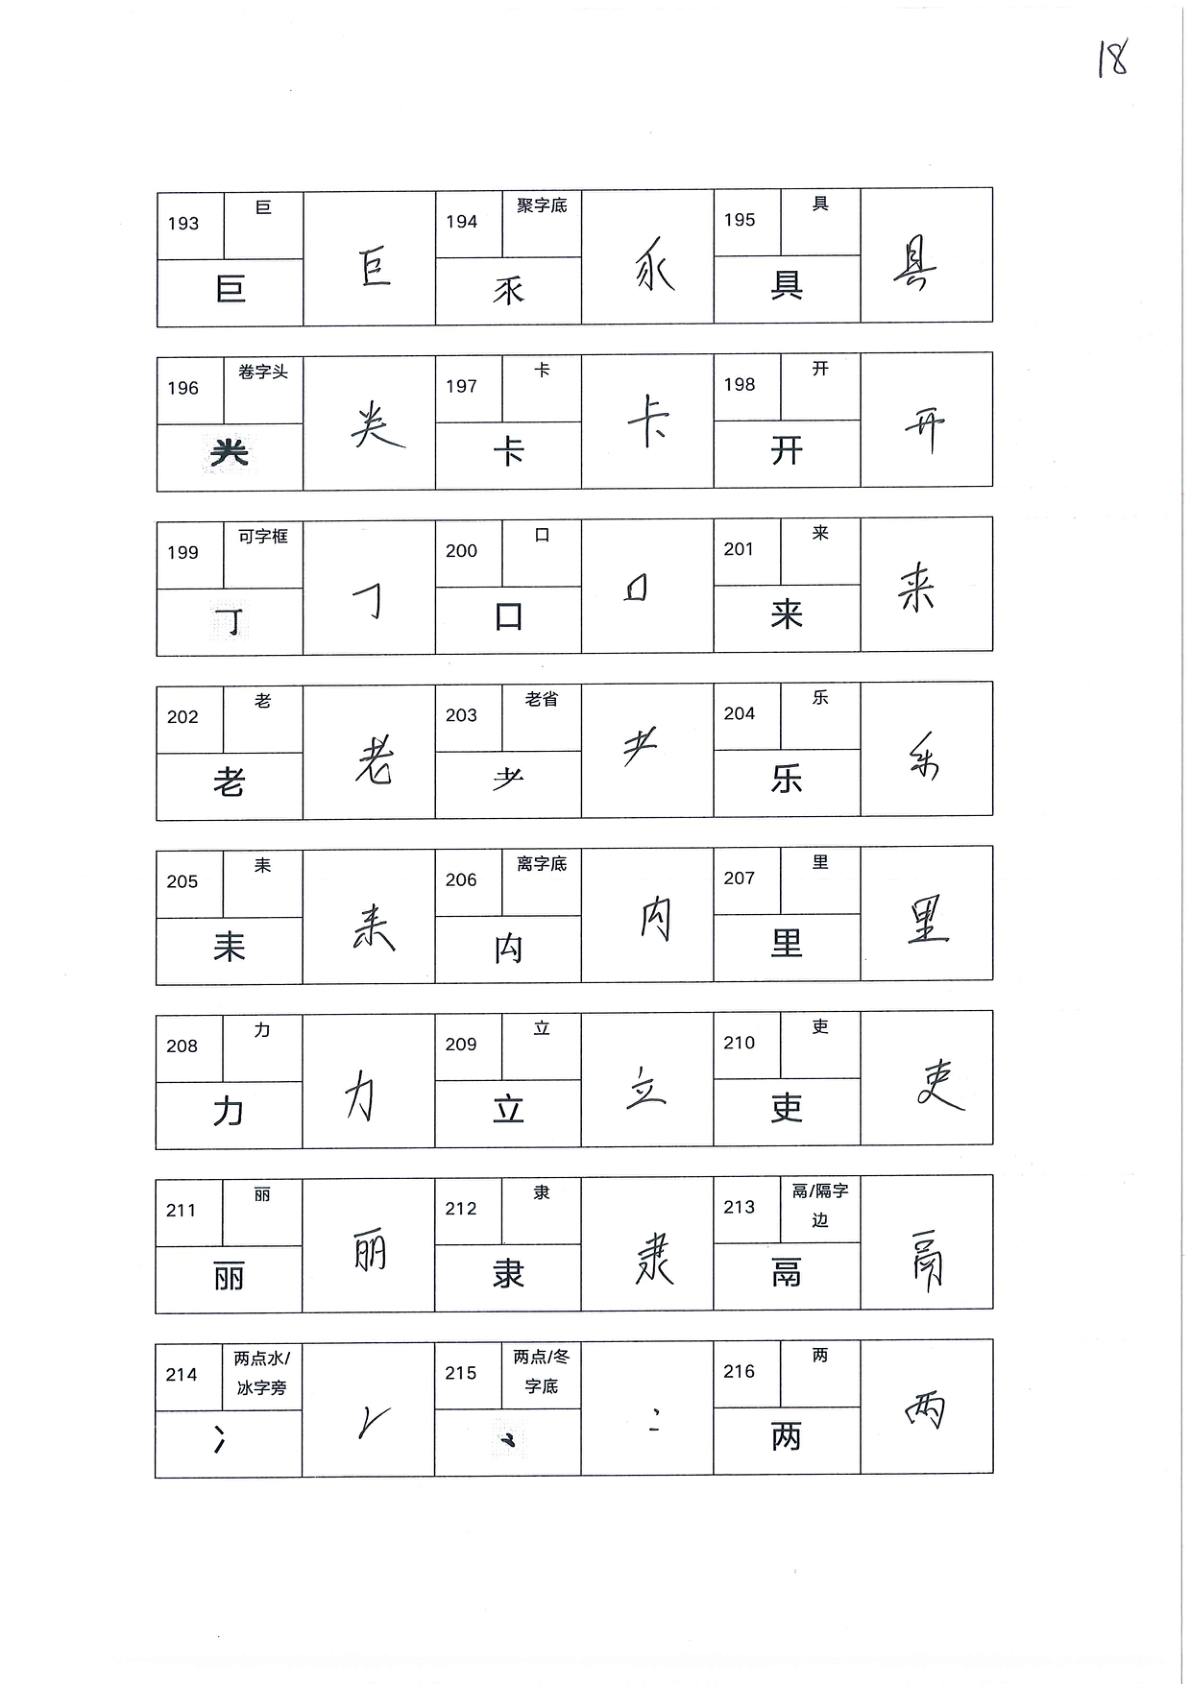 18
193 巨 巨 194 聚字底 乑 195 具 具
巨 乑 具
196 卷字头 龹 197 卡 卡 198 开 开
龹 卡 开
199 可字框 丁 200 口 口 201 来 来
丁 口 来
202 老 老 203 老省 耂 204 乐 乐
老 耂 乐
205 耒 耒 206 离字底 禸 207 里 里
耒 禸 里
208 力 力 209 立 立 210 吏 吏
力 立 吏
211 丽 丽 212 隶 隶 213 鬲/隔字 鬲
边
丽 隶 鬲
214 两点水/ 冫 215 两点/冬 ⺀ 216 两 两
冰字旁 字底
冫 ⺀ 两